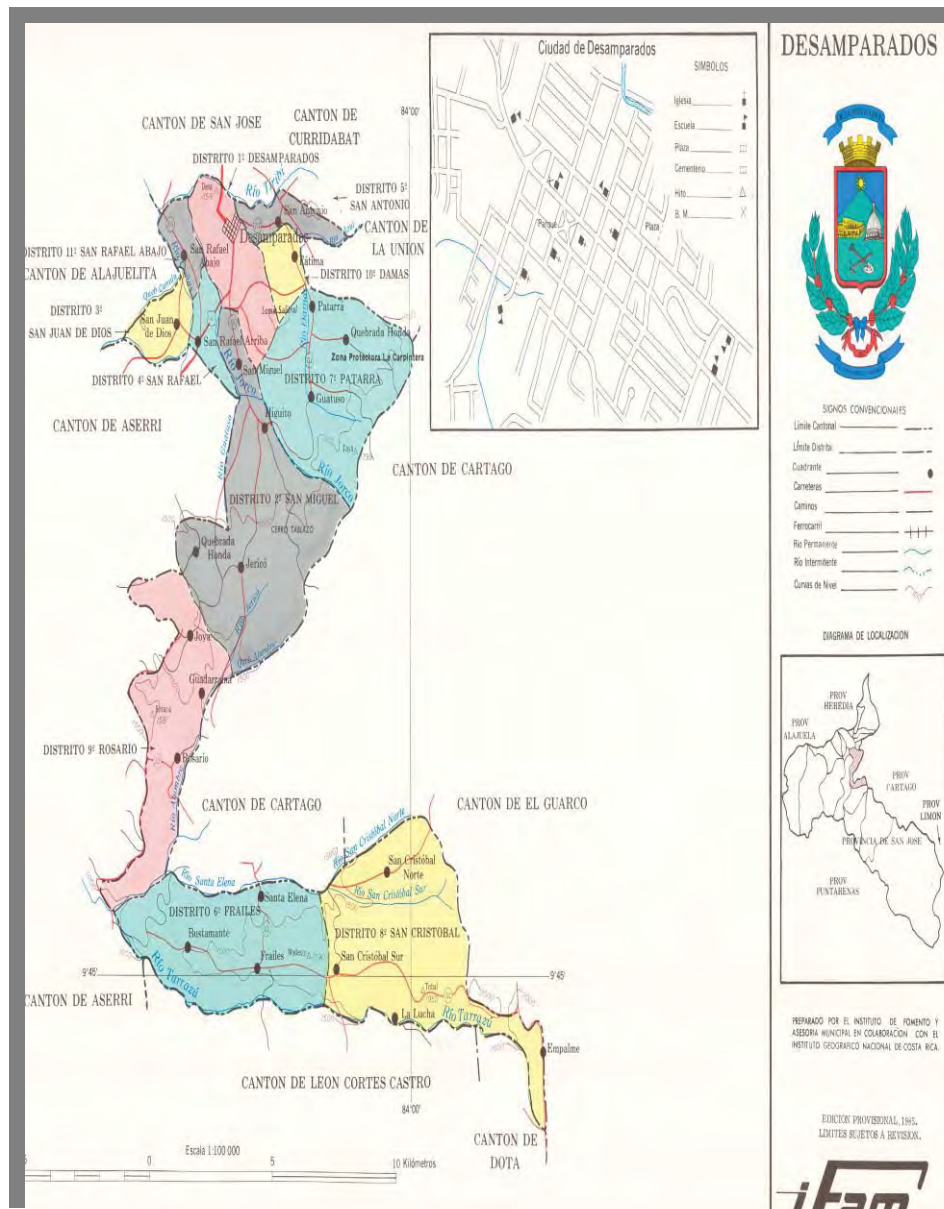 DESAMPARADOS
Ciudad de Desamparados
SIMBOLOS
Iglesia
Escuela
Plaza
Cementerio
Hito
B. M.
Parque
Plaza
84°00'
CANTON DE SAN JOSE
CANTON DE
CURRIDABAT
DISTRITO 1º DESAMPARADOS
Río Tiribí
DISTRITO 5º
SAN ANTONIO
San Antonio
CANTON DE
LA UNION
Desamparados
DISTRITO 11º SAN RAFAEL ABAJO
San Rafael
Abajo
CANTON DE ALAJUELITA
Fátima
DISTRITO 10º DAMAS
DISTRITO 3º
SAN JUAN DE DIOS
San Juan
de Dios
Patarra
Quebrada Honda
San Rafael Arriba
Zona Protectora La Carpintera
DISTRITO 4º SAN RAFAEL
San Miguel
DISTRITO 7º PATARRA
Río Jorco
Guatuso
CANTON DE ASERRI
Higuito
CANTON DE CARTAGO
Río Jorco
DISTRITO 2º SAN MIGUEL
CERRO TABLAZO
Quebrada
Honda
Jericó
Joya
Guadarrama
DISTRITO 9º ROSARIO
Rosario
CANTON DE CARTAGO
CANTON DE EL GUARCO
Río San Cristóbal Norte
San Cristóbal
Norte
Río Santa Elena
Río San Cristóbal Sur
Santa Elena
DISTRITO 6º FRAILES
DISTRITO 8º SAN CRISTOBAL
Bustamante
Frailes
San Cristóbal Sur
9°45'
9°45'
Río Tarrazú
CANTON DE ASERRI
La Lucha
Río Tarrazú
Empalme
CANTON DE LEON CORTES CASTRO
84°00'
CANTON DE
DOTA
Escala 1:100 000
0
5
10 Kilómetros
SIGNOS CONVENCIONALES
Límite Cantonal
Límite Distrital
Cuadrante
Carreteras
Caminos
Ferrocarril
Río Permanente
Río Intermitente
Curvas de Nivel
DIAGRAMA DE LOCALIZACION
PROV
HEREDIA
PROV
ALAJUELA
PROV
CARTAGO
PROV
LIMON
PROVINCIA DE SAN JOSE
PROV
PUNTARENAS
PREPARADO POR EL INSTITUTO DE FOMENTO Y
ASESORIA MUNICIPAL EN COLABORACION CON EL
INSTITUTO GEOGRAFICO NACIONAL DE COSTA RICA.
EDICION PROVISIONAL, 1985.
LIMITES SUJETOS A REVISION.
ifam